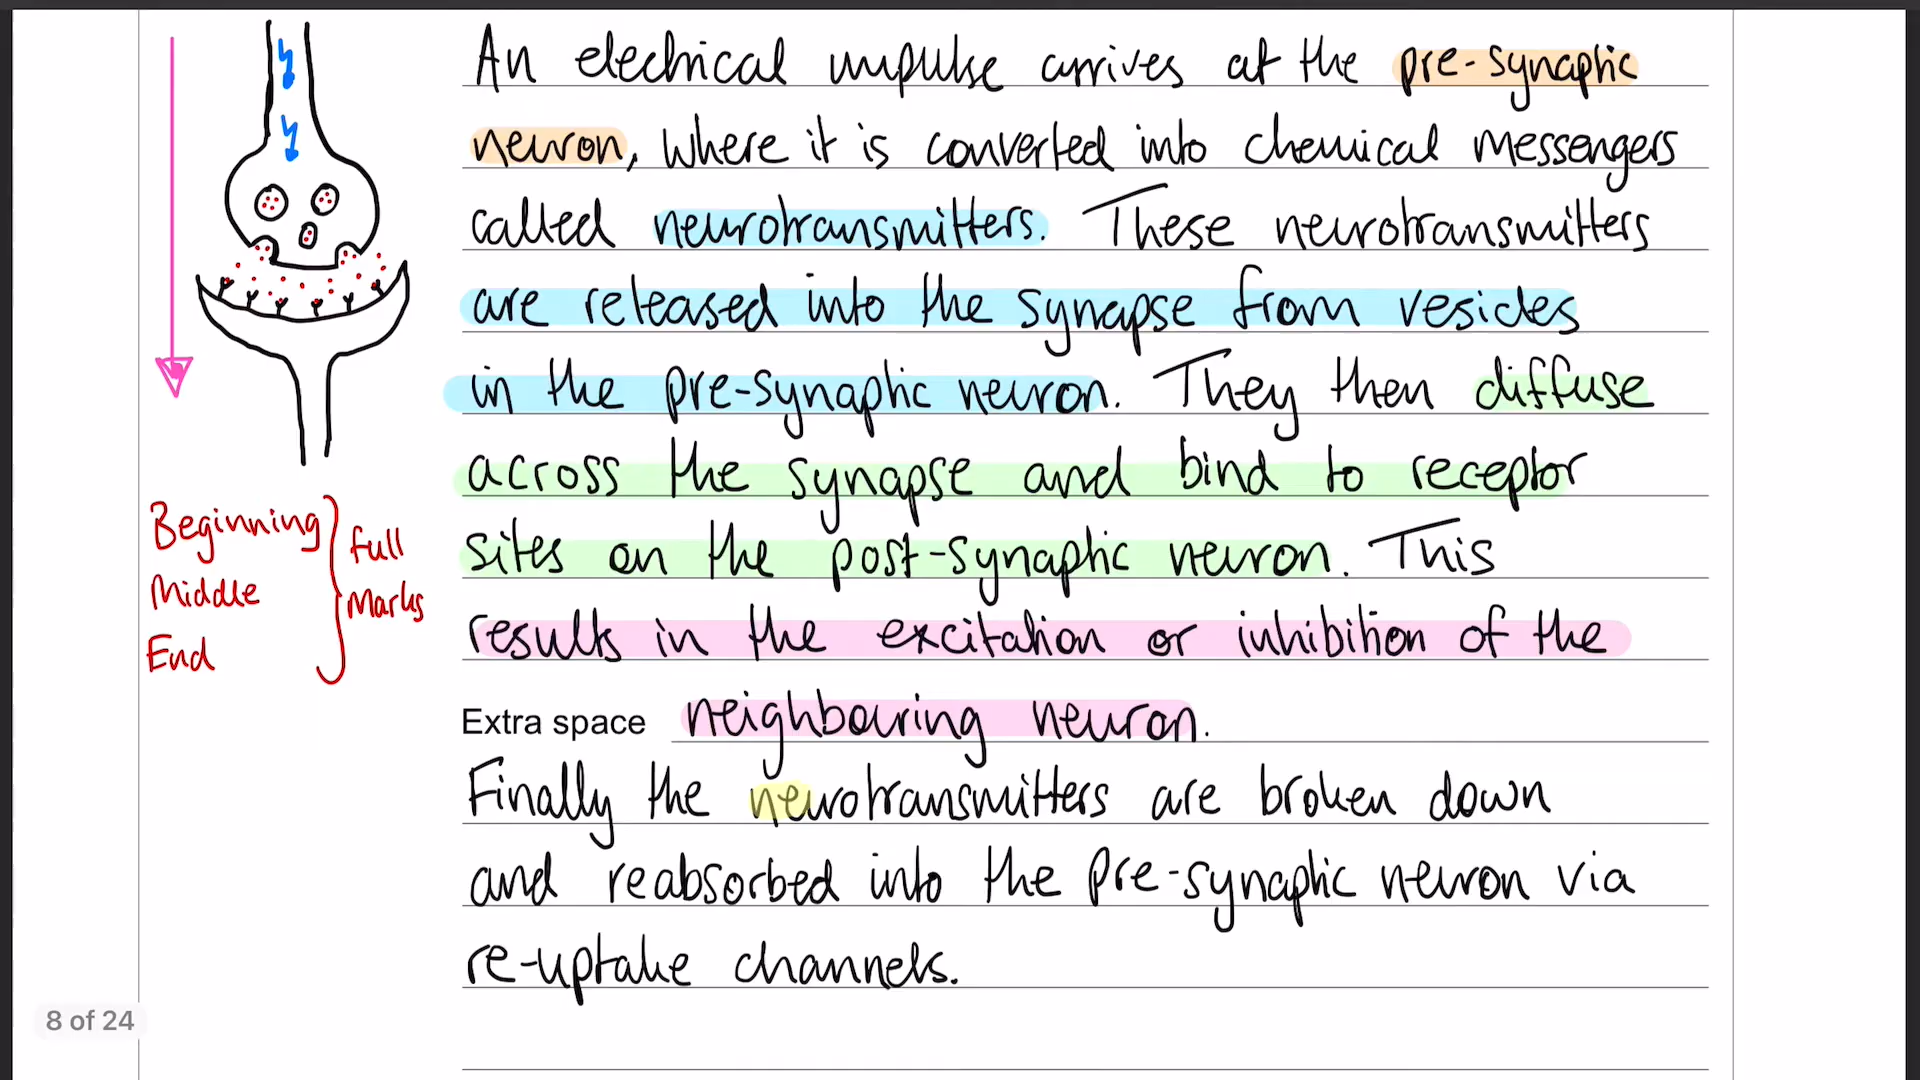 An electrical impulse arrives at the pre-synaptic
neuron, where it is converted into chemical messengers
called neurotransmitters. These neurotransmitters
are released into the synapse from vesicles
in the pre-synaptic neuron. They then diffuse
across the synapse and bind to receptor
sites on the post-synaptic neuron. This
results in the excitation or inhibition of the
Extra space neighbouring neuron.
Finally the neurotransmitters are broken down
and reabsorbed into the pre-synaptic neuron via
re-uptake channels.
Beginning
Middle
End
Full
Marks
8 of 24